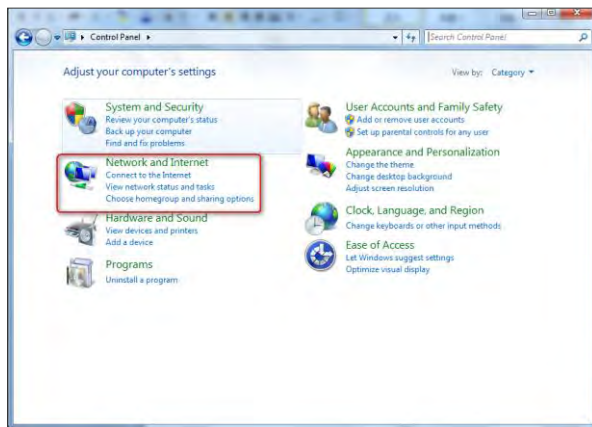 Control Panel
Search Control Panel
Adjust your computer's settings
View by: Category
System and Security
Review your computer's status
Back up your computer
Find and fix problems
Network and Internet
Connect to the Internet
View network status and tasks
Choose homegroup and sharing options
Hardware and Sound
View devices and printers
Add a device
Programs
Uninstall a program
User Accounts and Family Safety
Add or remove user accounts
Set up parental controls for any user
Appearance and Personalization
Change the theme
Change desktop background
Adjust screen resolution
Clock, Language, and Region
Change keyboards or other input methods
Ease of Access
Let Windows suggest settings
Optimize visual display